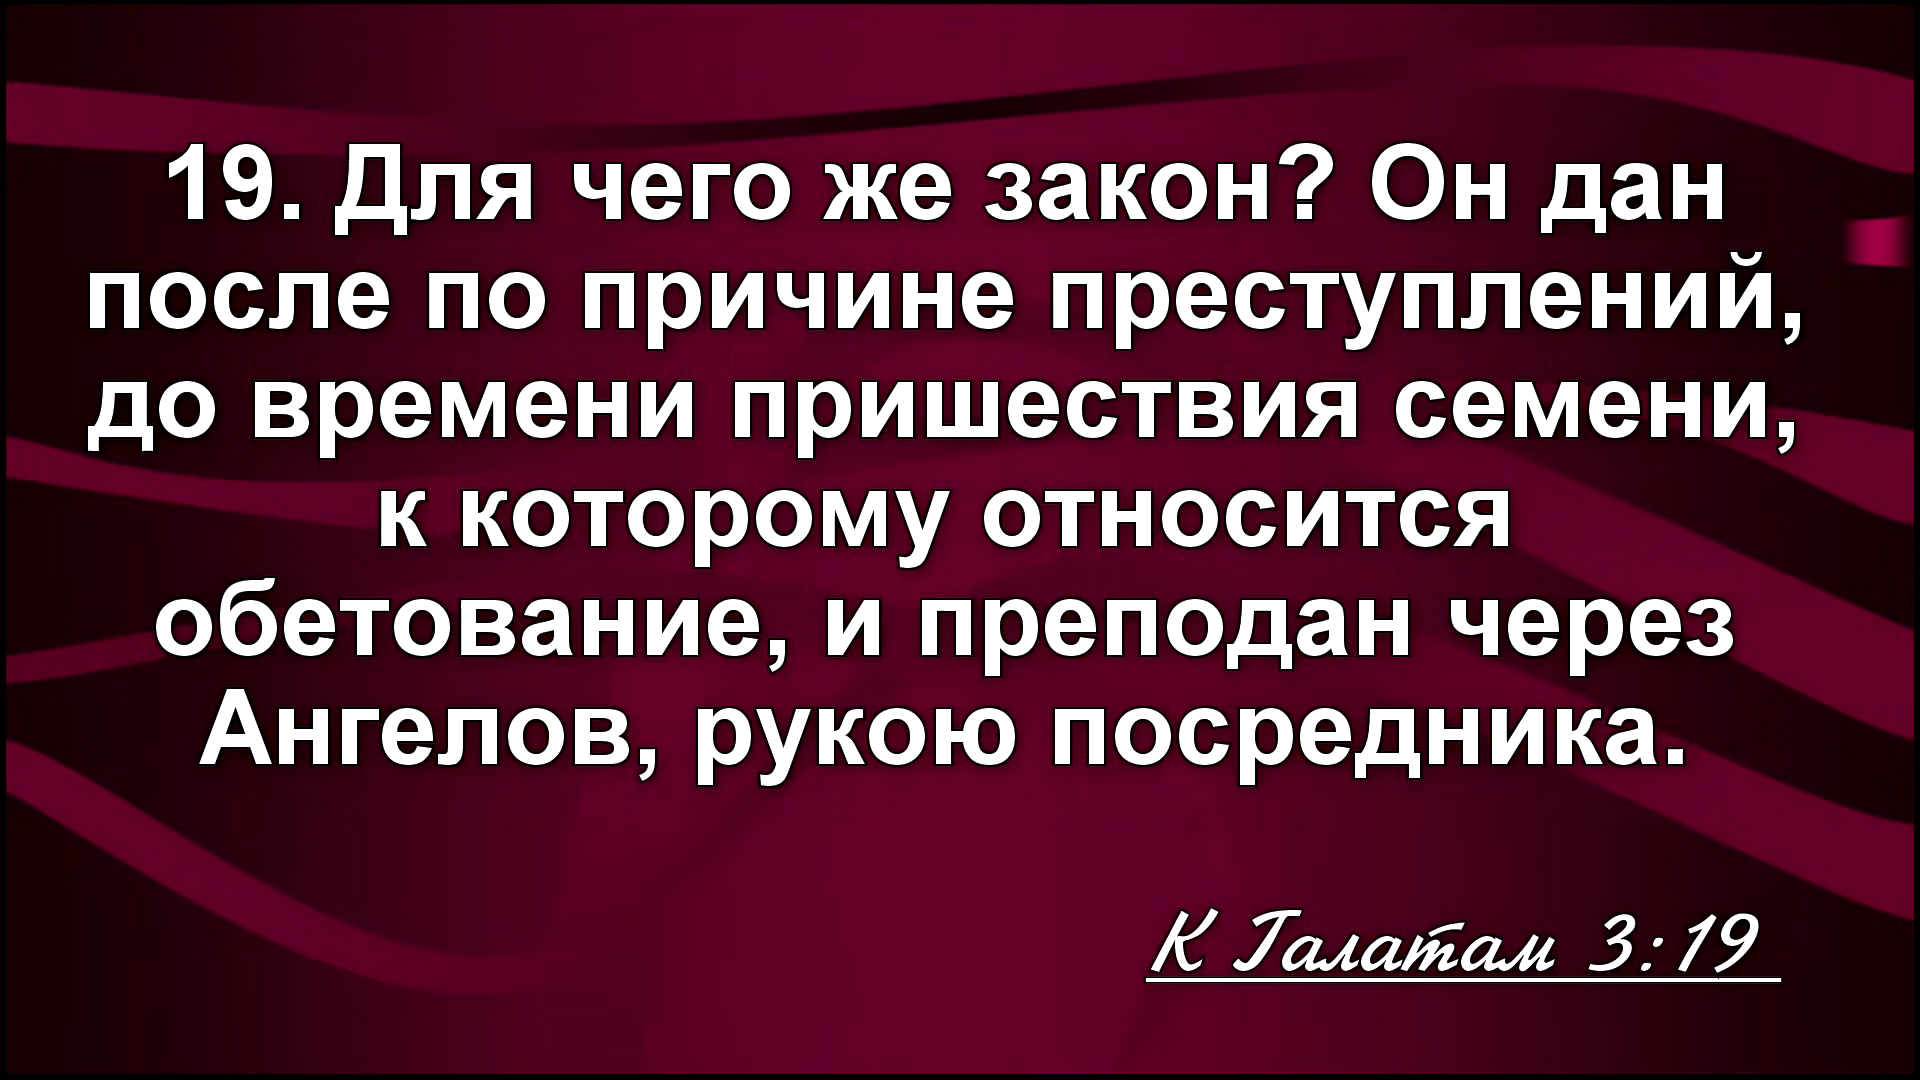 19. Для чего же закон? Он дан
после по причине преступлений,
до времени пришествия семени,
к которому относится
обетование, и преподан через
Ангелов, рукою посредника.
К Галатам 3:19